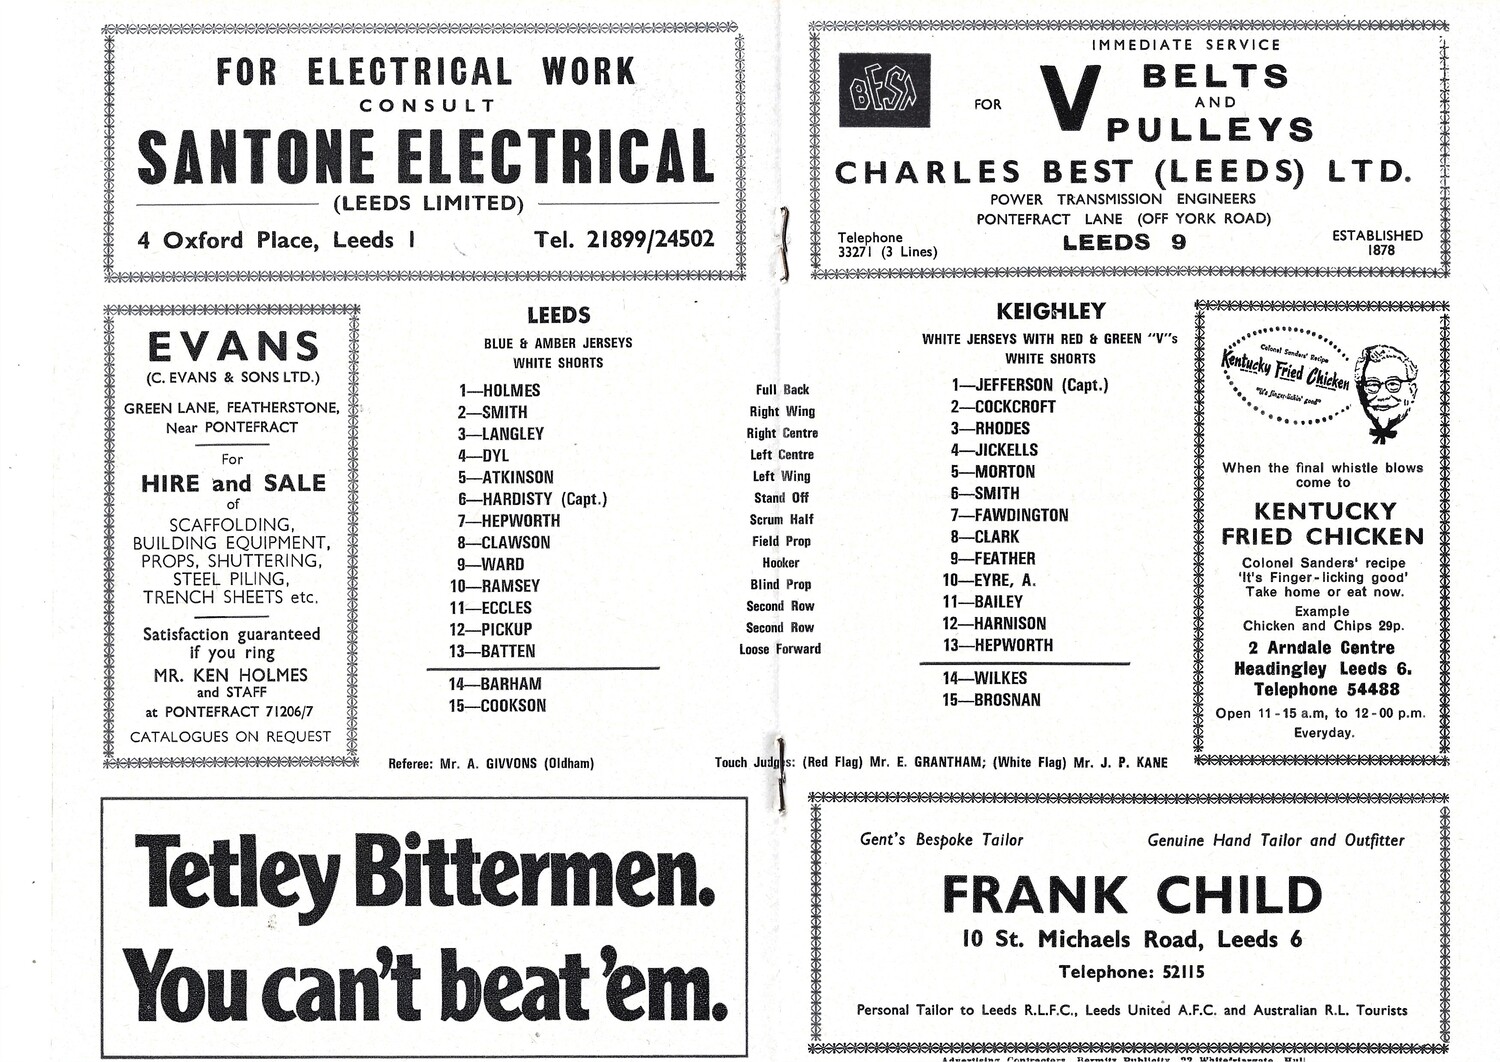 FOR ELECTRICAL WORK
CONSULT
SANTONE ELECTRICAL
(LEEDS LIMITED)
4 Oxford Place, Leeds 1 Tel. 21899/24502
IMMEDIATE SERVICE
BEST
FOR V BELTS
AND
PULLEYS
CHARLES BEST (LEEDS) LTD.
POWER TRANSMISSION ENGINEERS
PONTEFRACT LANE (OFF YORK ROAD)
Telephone
33271 (3 Lines)
LEEDS 9
ESTABLISHED
1878
EVANS
(C. EVANS & SONS LTD.)
GREEN LANE, FEATHERSTONE,
Near PONTEFRACT
For
HIRE and SALE
of
SCAFFOLDING,
BUILDING EQUIPMENT,
PROPS, SHUTTERING,
STEEL PILING,
TRENCH SHEETS etc.
Satisfaction guaranteed
if you ring
MR. KEN HOLMES
and STAFF
at PONTEFRACT 71206/7
CATALOGUES ON REQUEST
LEEDS
BLUE & AMBER JERSEYS
WHITE SHORTS
1—HOLMES
2—SMITH
3—LANGLEY
4—DYL
5—ATKINSON
6—HARDISTY (Capt.)
7—HEPWORTH
8—CLAWSON
9—WARD
10—RAMSEY
11—ECCLES
12—PICKUP
13—BATTEN
14—BARHAM
15—COOKSON
Full Back
Right Wing
Right Centre
Left Centre
Left Wing
Stand Off
Scrum Half
Field Prop
Hooker
Blind Prop
Second Row
Second Row
Loose Forward
KEIGHLEY
WHITE JERSEYS WITH RED & GREEN "V"s
WHITE SHORTS
1—JEFFERSON (Capt.)
2—COCKCROFT
3—RHODES
4—JICKELLS
5—MORTON
6—SMITH
7—FAWDINGTON
8—CLARK
9—FEATHER
10—EYRE, A.
11—BAILEY
12—HARNISON
13—HEPWORTH
14—WILKES
15—BROSNAN
Referee: Mr. A. GIVVONS (Oldham) Touch Judges: (Red Flag) Mr. E. GRANTHAM; (White Flag) Mr. J. P. KANE
Colonel Sanders' Recipe
Kentucky Fried Chicken
"It's finger-lickin' good"
When the final whistle blows
come to
KENTUCKY
FRIED CHICKEN
Colonel Sanders' recipe
'It's Finger-licking good'
Take home or eat now.
Example
Chicken and Chips 29p.
2 Arndale Centre
Headingley Leeds 6.
Telephone 54488
Open 11-15 a.m, to 12-00 p.m.
Everyday.
Tetley Bittermen.
You can't beat 'em.
Gent's Bespoke Tailor Genuine Hand Tailor and Outfitter
FRANK CHILD
10 St. Michaels Road, Leeds 6
Telephone: 52115
Personal Tailor to Leeds R.L.F.C., Leeds United A.F.C. and Australian R.L. Tourists
Advertising Contractors, Publicity, 22 Hull